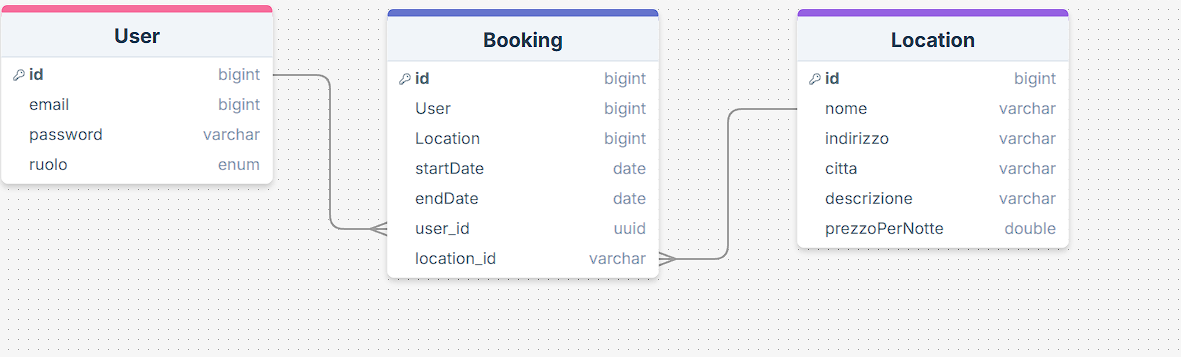 User
id bigint
email bigint
password varchar
ruolo enum
Booking
id bigint
User bigint
Location bigint
startDate date
endDate date
user_id uuid
location_id varchar
Location
id bigint
nome varchar
indirizzo varchar
citta varchar
descrizione varchar
prezzoPerNotte double